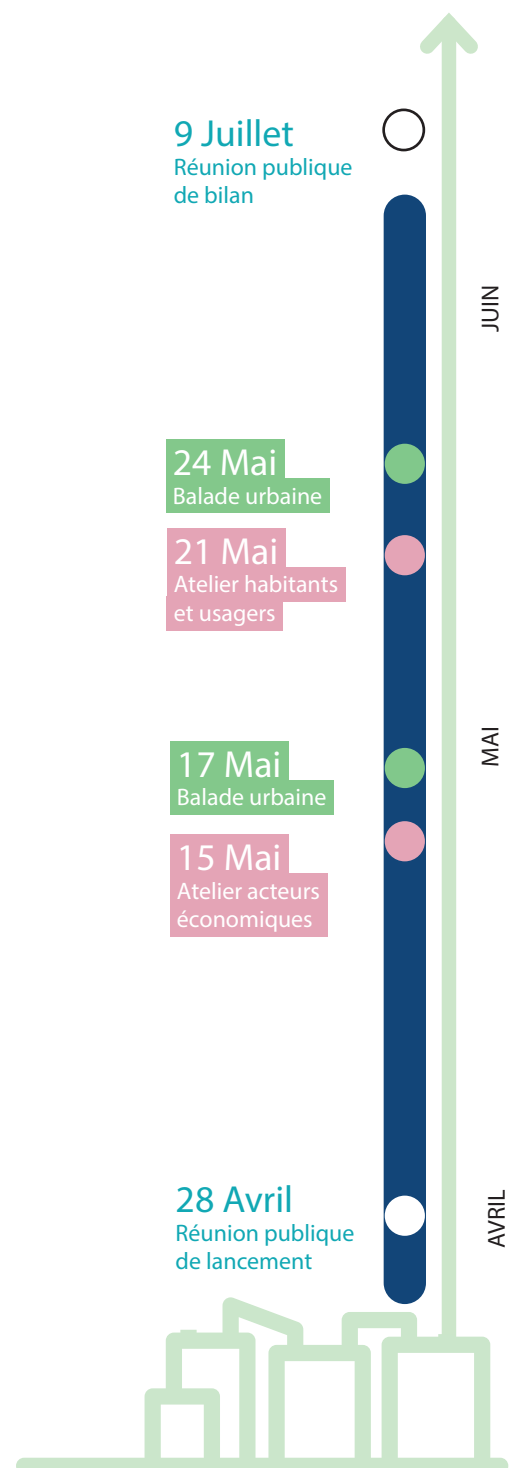 9 Juillet
Réunion publique
de bilan
JUIN
24 Mai
Balade urbaine
21 Mai
Atelier habitants
et usagers
MAI
17 Mai
Balade urbaine
15 Mai
Atelier acteurs
économiques
28 Avril
Réunion publique
de lancement
AVRIL